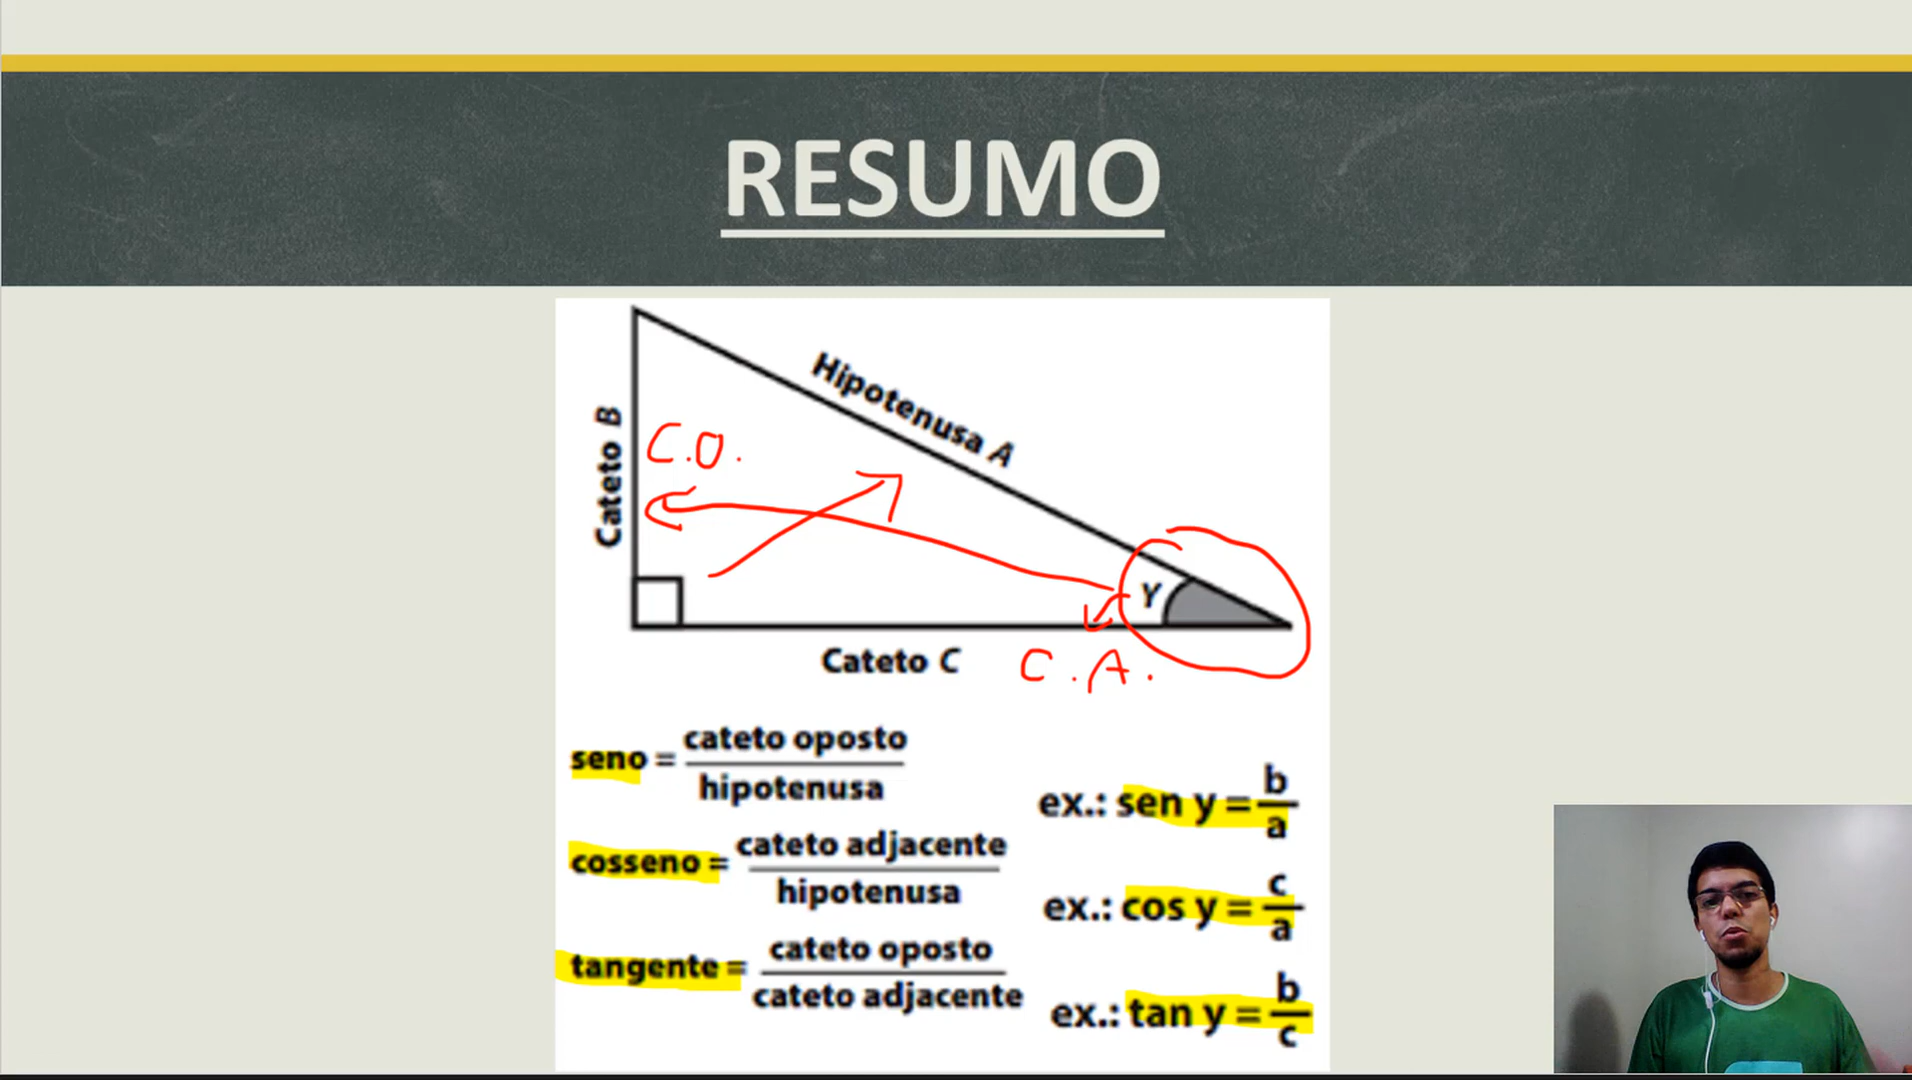 RESUMO
Hipotenusa A
Cateto B
C.O.
Y
Cateto C
C.A.
seno = cateto oposto
hipotenusa
ex.: sen y = b
a
cosseno = cateto adjacente
hipotenusa
ex.: cos y = c
a
tangente = cateto oposto
cateto adjacente
ex.: tan y = b
c